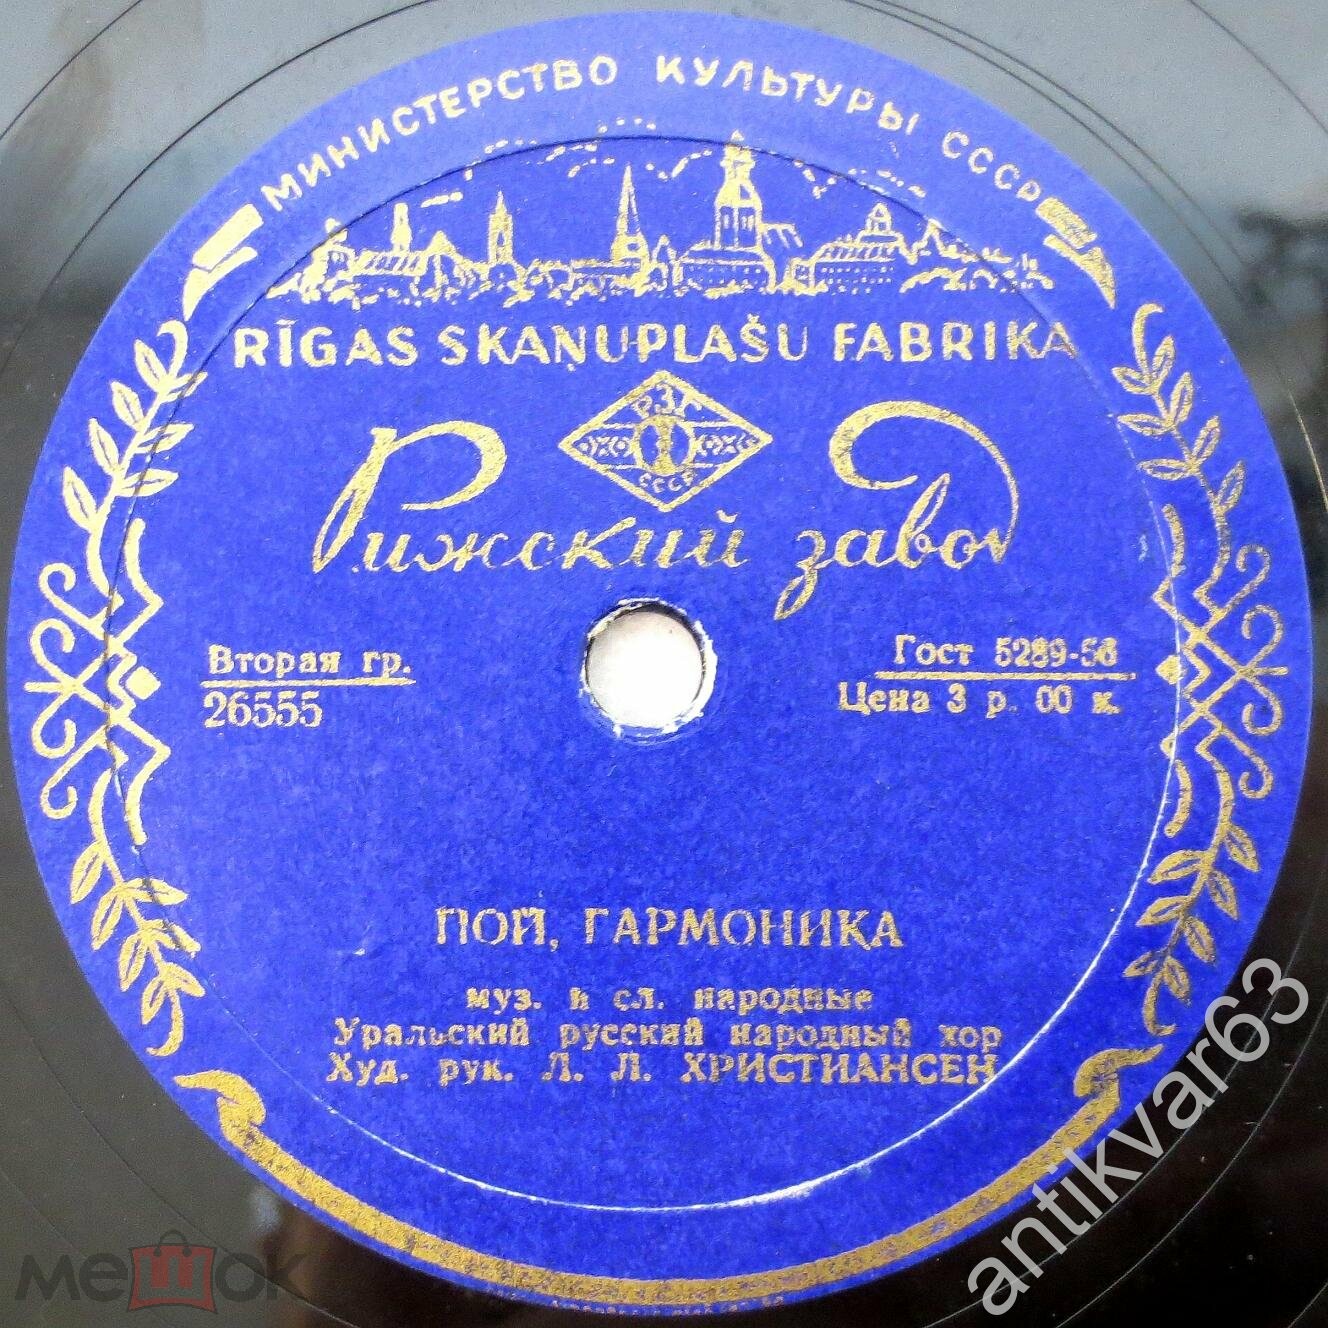 МИНИСТЕРСТВО КУЛЬТУРЫ СССР
RĪGAS SKAŅUPLAŠU FABRIKA
РЗГ
СССР
Рижский завод
Вторая гр.
26555
Гост 5289-56
Цена 3 р. 00 к.
ПОЙ, ГАРМОНИКА
муз. и сл. народные
Уральский русский народный хор
Худ. рук. Л. Л. ХРИСТИАНСЕН
antikvar63
мешок